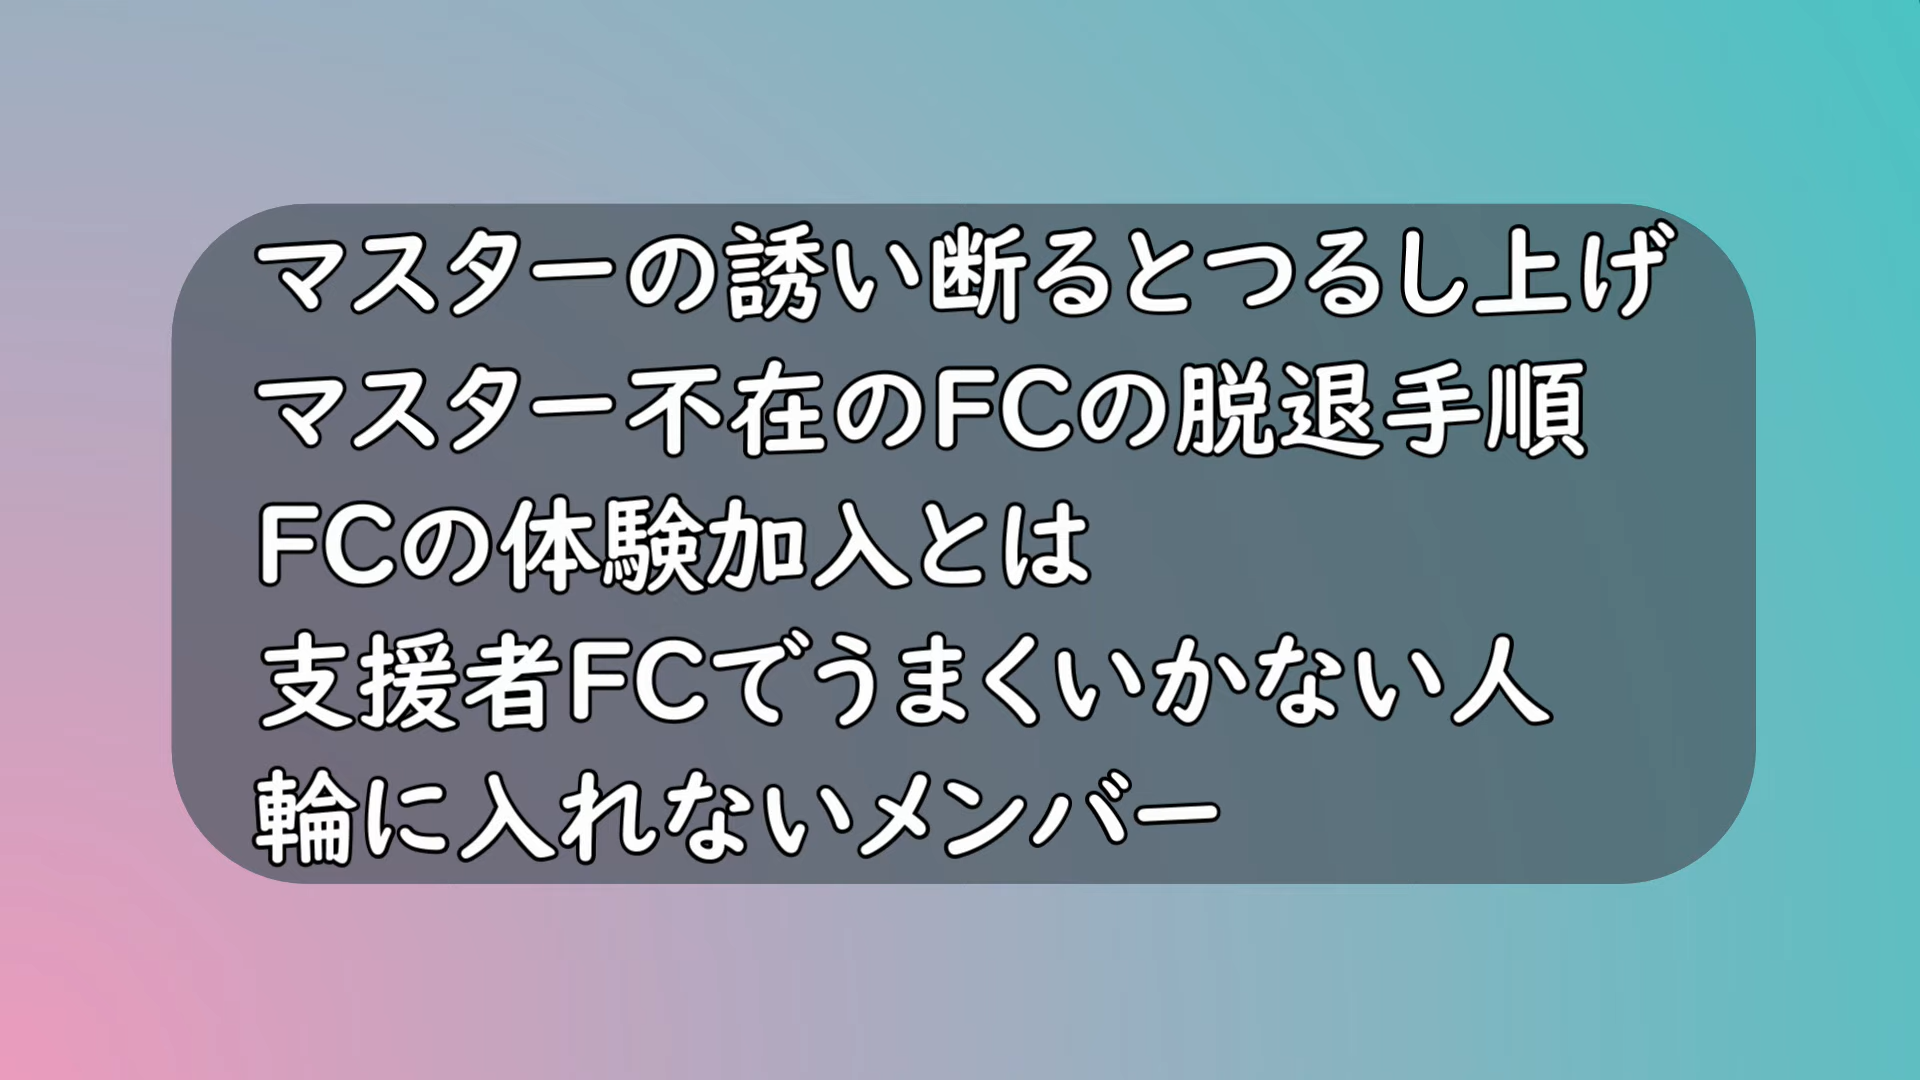 マスターの誘い断るとつるし上げ
マスター不在のFCの脱退手順
FCの体験加入とは
支援者FCでうまくいかない人
輪に入れないメンバー